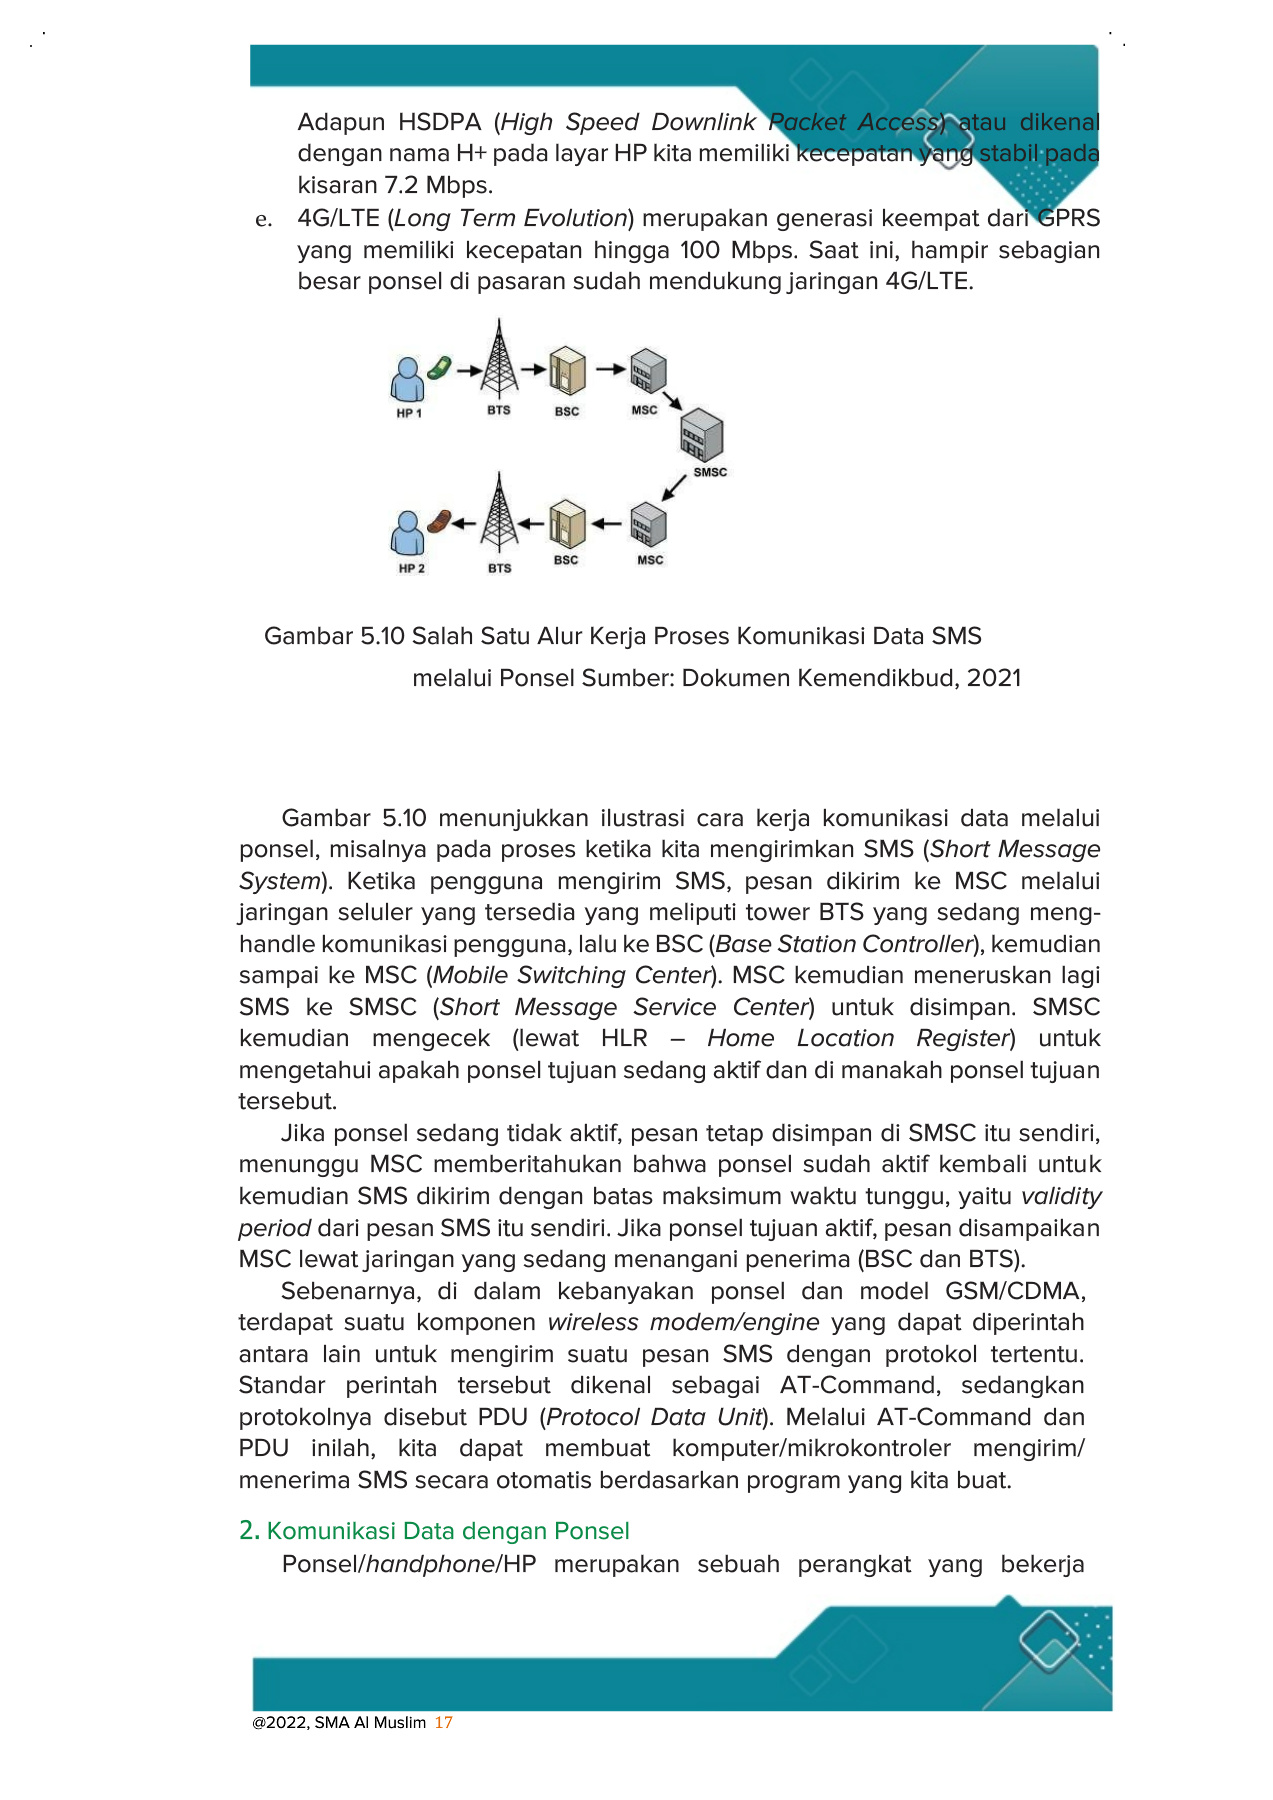 Adapun HSDPA (High Speed Downlink Packet Access) atau dikenal
dengan nama H+ pada layar HP kita memiliki kecepatan yang stabil pada
kisaran 7.2 Mbps.
e. 4G/LTE (Long Term Evolution) merupakan generasi keempat dari GPRS
yang memiliki kecepatan hingga 100 Mbps. Saat ini, hampir sebagian
besar ponsel di pasaran sudah mendukung jaringan 4G/LTE.
HP 1 BTS BSC MSC
SMSC
HP 2 BTS BSC MSC
Gambar 5.10 Salah Satu Alur Kerja Proses Komunikasi Data SMS
melalui Ponsel Sumber: Dokumen Kemendikbud, 2021
Gambar 5.10 menunjukkan ilustrasi cara kerja komunikasi data melalui
ponsel, misalnya pada proses ketika kita mengirimkan SMS (Short Message
System). Ketika pengguna mengirim SMS, pesan dikirim ke MSC melalui
jaringan seluler yang tersedia yang meliputi tower BTS yang sedang meng-
handle komunikasi pengguna, lalu ke BSC (Base Station Controller), kemudian
sampai ke MSC (Mobile Switching Center). MSC kemudian meneruskan lagi
SMS ke SMSC (Short Message Service Center) untuk disimpan. SMSC
kemudian mengecek (lewat HLR – Home Location Register) untuk
mengetahui apakah ponsel tujuan sedang aktif dan di manakah ponsel tujuan
tersebut.
Jika ponsel sedang tidak aktif, pesan tetap disimpan di SMSC itu sendiri,
menunggu MSC memberitahukan bahwa ponsel sudah aktif kembali untuk
kemudian SMS dikirim dengan batas maksimum waktu tunggu, yaitu validity
period dari pesan SMS itu sendiri. Jika ponsel tujuan aktif, pesan disampaikan
MSC lewat jaringan yang sedang menangani penerima (BSC dan BTS).
Sebenarnya, di dalam kebanyakan ponsel dan model GSM/CDMA,
terdapat suatu komponen wireless modem/engine yang dapat diperintah
antara lain untuk mengirim suatu pesan SMS dengan protokol tertentu.
Standar perintah tersebut dikenal sebagai AT-Command, sedangkan
protokolnya disebut PDU (Protocol Data Unit). Melalui AT-Command dan
PDU inilah, kita dapat membuat komputer/mikrokontroler mengirim/
menerima SMS secara otomatis berdasarkan program yang kita buat.
2. Komunikasi Data dengan Ponsel
Ponsel/handphone/HP merupakan sebuah perangkat yang bekerja
@2022, SMA Al Muslim 17